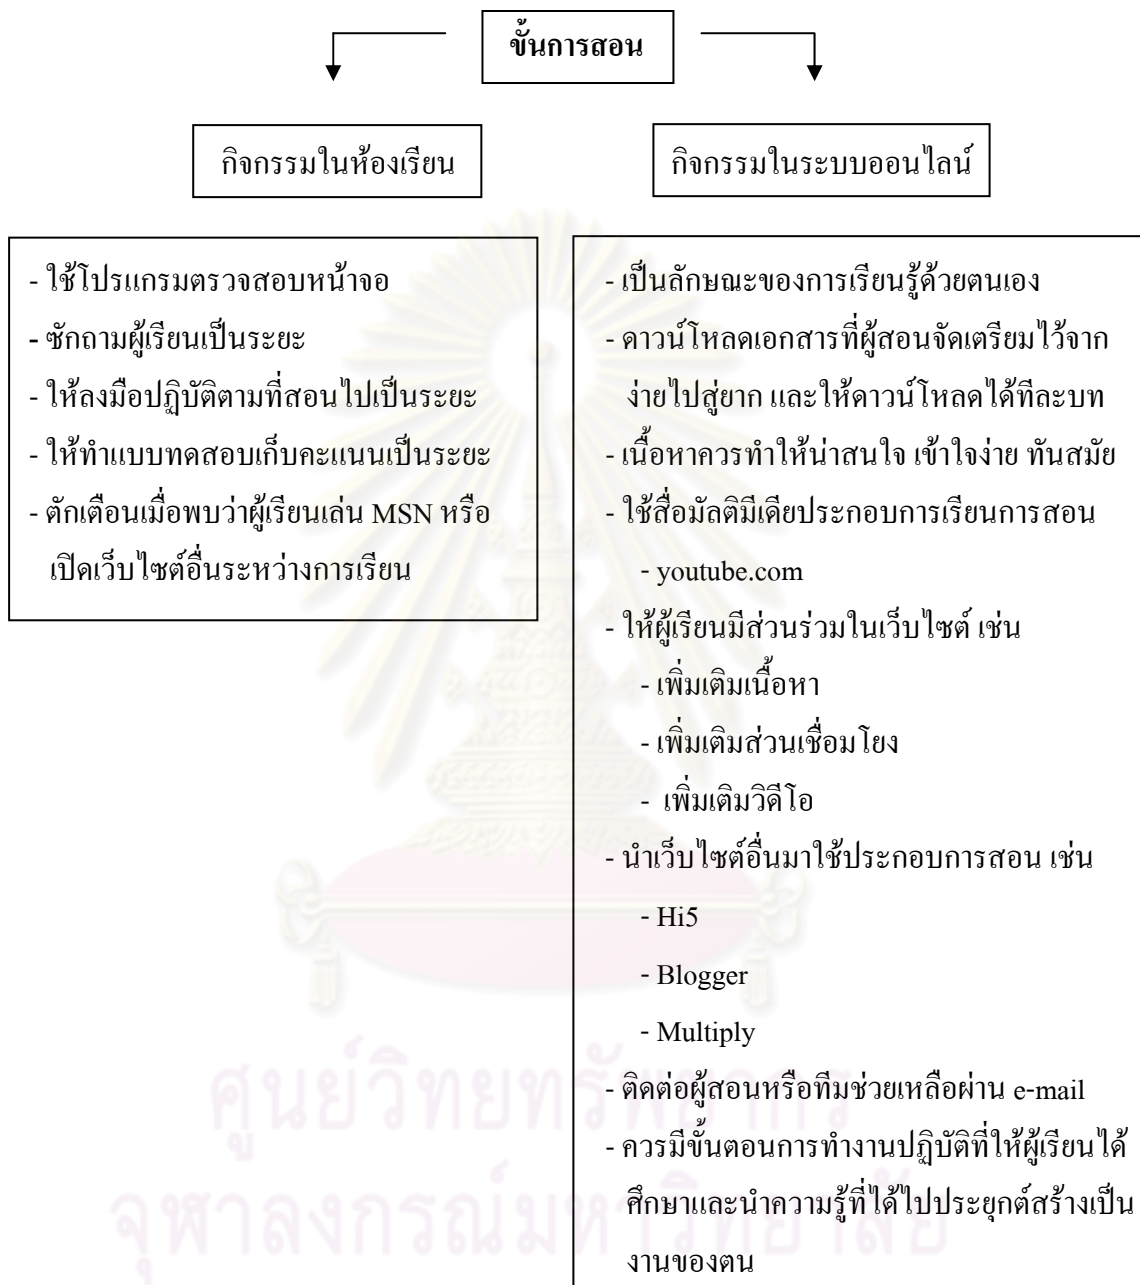 ขั้นการสอน
กิจกรรมในห้องเรียน
กิจกรรมในระบบออนไลน์
- ใช้โปรแกรมตรวจสอบหน้าจอ
- ซักถามผู้เรียนเป็นระยะ
- ให้ลงมือปฏิบัติตามที่สอนไปเป็นระยะ
- ให้ทำแบบทดสอบเก็บคะแนนเป็นระยะ
- ตักเตือนเมื่อพบว่าผู้เรียนเล่น MSN หรือ
เปิดเว็บไซต์อื่นระหว่างการเรียน
- เป็นลักษณะของการเรียนรู้ด้วยตนเอง
- ดาวน์โหลดเอกสารที่ผู้สอนจัดเตรียมไว้จาก
ง่ายไปสู่ยาก และให้ดาวน์โหลดได้ทีละบท
- เนื้อหาควรทำให้น่าสนใจ เข้าใจง่าย ทันสมัย
- ใช้สื่อมัลติมีเดียประกอบการเรียนการสอน
- youtube.com
- ให้ผู้เรียนมีส่วนร่วมในเว็บไซต์ เช่น
- เพิ่มเติมเนื้อหา
- เพิ่มเติมส่วนเชื่อมโยง
- เพิ่มเติมวิดีโอ
- นำเว็บไซต์อื่นมาใช้ประกอบการสอน เช่น
- Hi5
- Blogger
- Multiply
- ติดต่อผู้สอนหรือทีมช่วยเหลือผ่าน e-mail
- ควรมีขั้นตอนการทำงานปฏิบัติที่ให้ผู้เรียนได้
ศึกษาและนำความรู้ที่ได้ไปประยุกต์สร้างเป็น
งานของตน
ศูนย์วิทยทรัพยากร
จุฬาลงกรณ์มหาวิทยาลัย